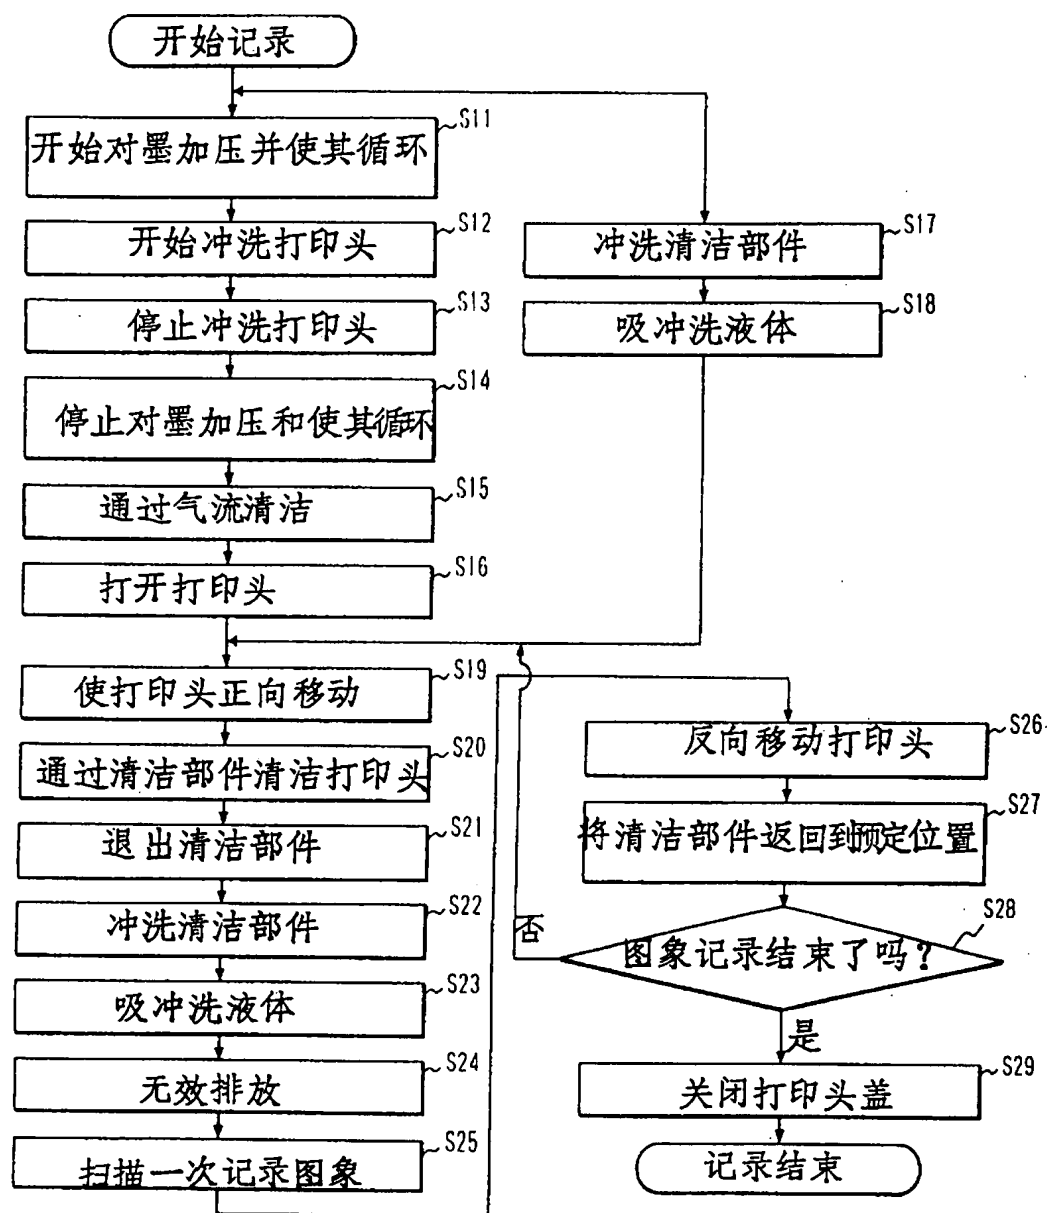 开始记录
S11
开始对墨加压并使其循环
S12
开始冲洗打印头
S13
停止冲洗打印头
S14
停止对墨加压和使其循环
S15
通过气流清洁
S16
打开打印头
S17
冲洗清洁部件
S18
吸冲洗液体
S19
使打印头正向移动
S20
通过清洁部件清洁打印头
S21
退出清洁部件
S22
冲洗清洁部件
S23
吸冲洗液体
S24
无效排放
S25
扫描一次记录图象
S26
反向移动打印头
S27
将清洁部件返回到预定位置
S28
图象记录结束了吗?
否
是
S29
关闭打印头盖
记录结束